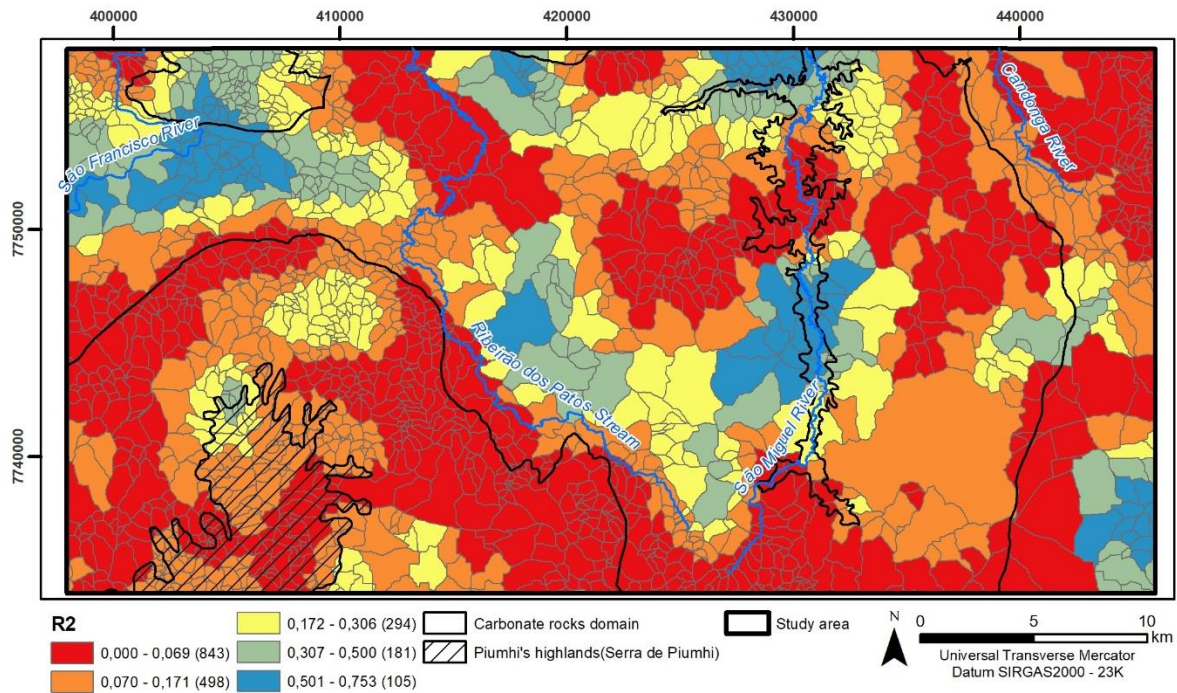 400000 410000 420000 430000 440000
7750000
7740000
São Francisco River
Candonga River
Ribeirão dos Patos Stream
São Miguel River
R2
0,000 - 0,069 (843)
0,070 - 0,171 (498)
0,172 - 0,306 (294)
0,307 - 0,500 (181)
0,501 - 0,753 (105)
Carbonate rocks domain
Piumhi's highlands(Serra de Piumhi)
Study area
N
0 5 10
km
Universal Transverse Mercator
Datum SIRGAS2000 - 23K